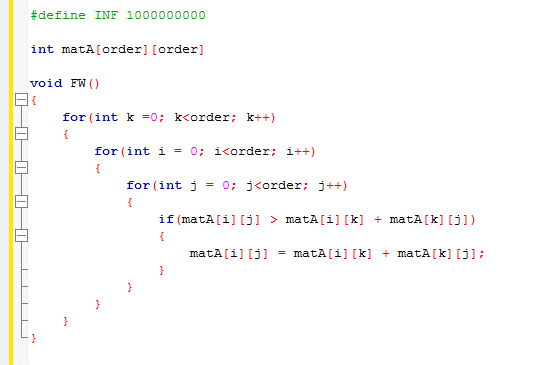 #define INF 1000000000
int matA[order][order]
void FW()
{
for(int k =0; k<order; k++)
{
for(int i = 0; i<order; i++)
{
for(int j = 0; j<order; j++)
{
if(matA[i][j] > matA[i][k] + matA[k][j])
{
matA[i][j] = matA[i][k] + matA[k][j];
}
}
}
}
}